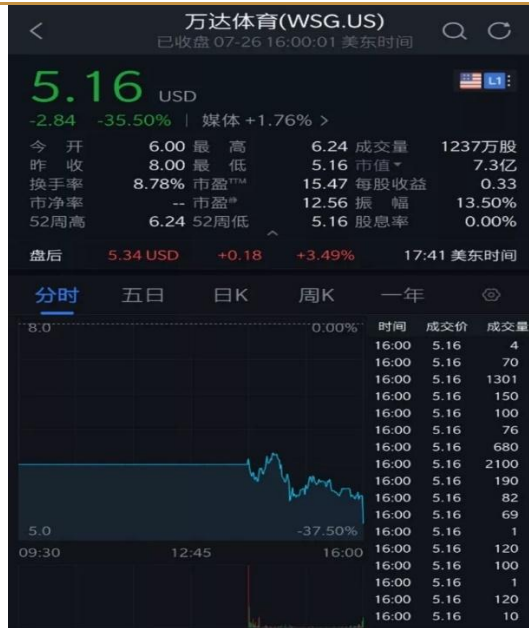 万达体育(WSG.US)
已收盘 07-26 16:00:01 美东时间
5.16 USD
L1
-2.84 -35.50% 媒体 +1.76% >
今开 6.00 最高 6.24 成交量 1237万股
昨收 8.00 最低 5.16 市值 7.3亿
换手率 8.78% 市盈TTM 15.47 每股收益 0.33
市净率 -- 市盈静 12.56 振幅 13.50%
52周高 6.24 52周低 5.16 股息率 0.00%
盘后 5.34 USD +0.18 +3.49% 17:41 美东时间
分时 五日 日K 周K 一年
8.0 0.00%
5.0 -37.50%
09:30 12:45 16:00
时间 成交价 成交量
16:00 5.16 4
16:00 5.16 70
16:00 5.16 1301
16:00 5.16 150
16:00 5.16 100
16:00 5.16 76
16:00 5.16 680
16:00 5.16 2100
16:00 5.16 190
16:00 5.16 82
16:00 5.16 69
16:00 5.16 1
16:00 5.16 120
16:00 5.16 100
16:00 5.16 1
16:00 5.16 120
16:00 5.16 10